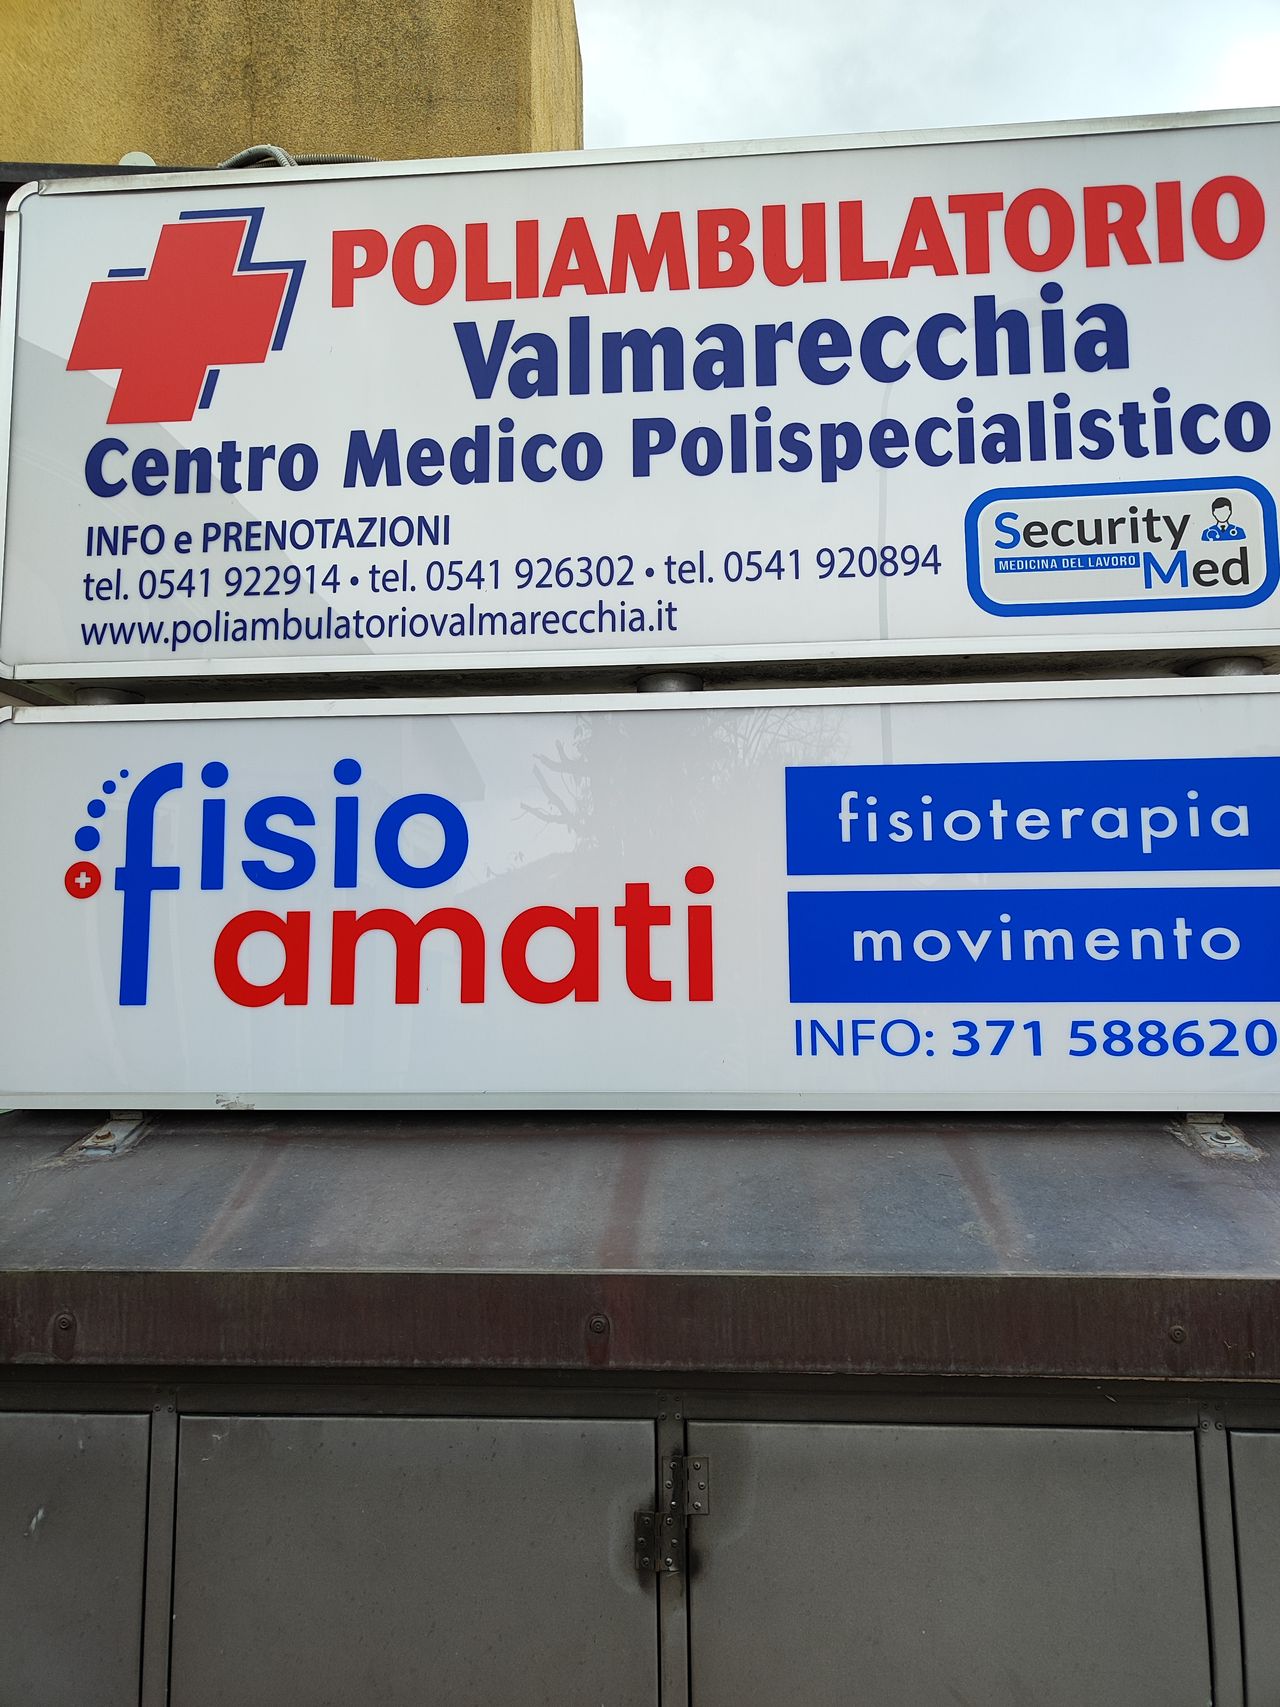 POLIAMBULATORIO
Valmarecchia
Centro Medico Polispecialistico
INFO e PRENOTAZIONI
tel. 0541 922914 • tel. 0541 926302 • tel. 0541 920894
www.poliambulatoriovalmarecchia.it
Security
MEDICINA DEL LAVORO
Med
fisio
amati
fisioterapia
movimento
INFO: 371 588620